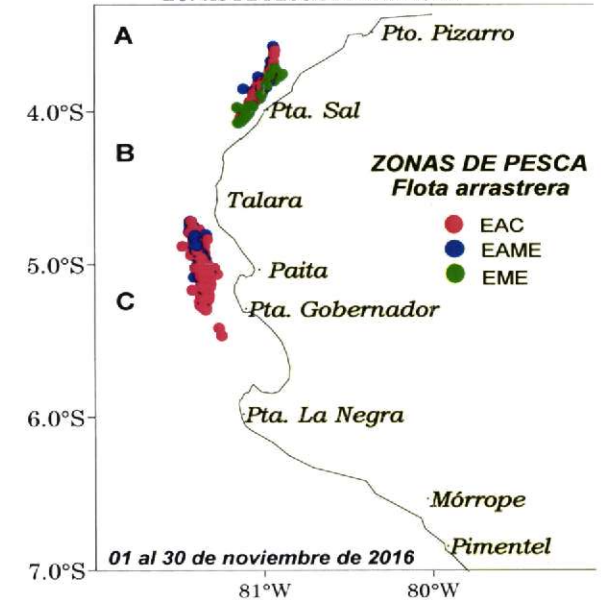 A
Pto. Pizarro
4.0°S
Pta. Sal
B
ZONAS DE PESCA
Flota arrastrera
Talara
EAC
EAME
EME
5.0°S
Paita
C
Pta. Gobernador
6.0°S
Pta. La Negra
Mórrope
Pimentel
01 al 30 de noviembre de 2016
7.0°S
81°W
80°W